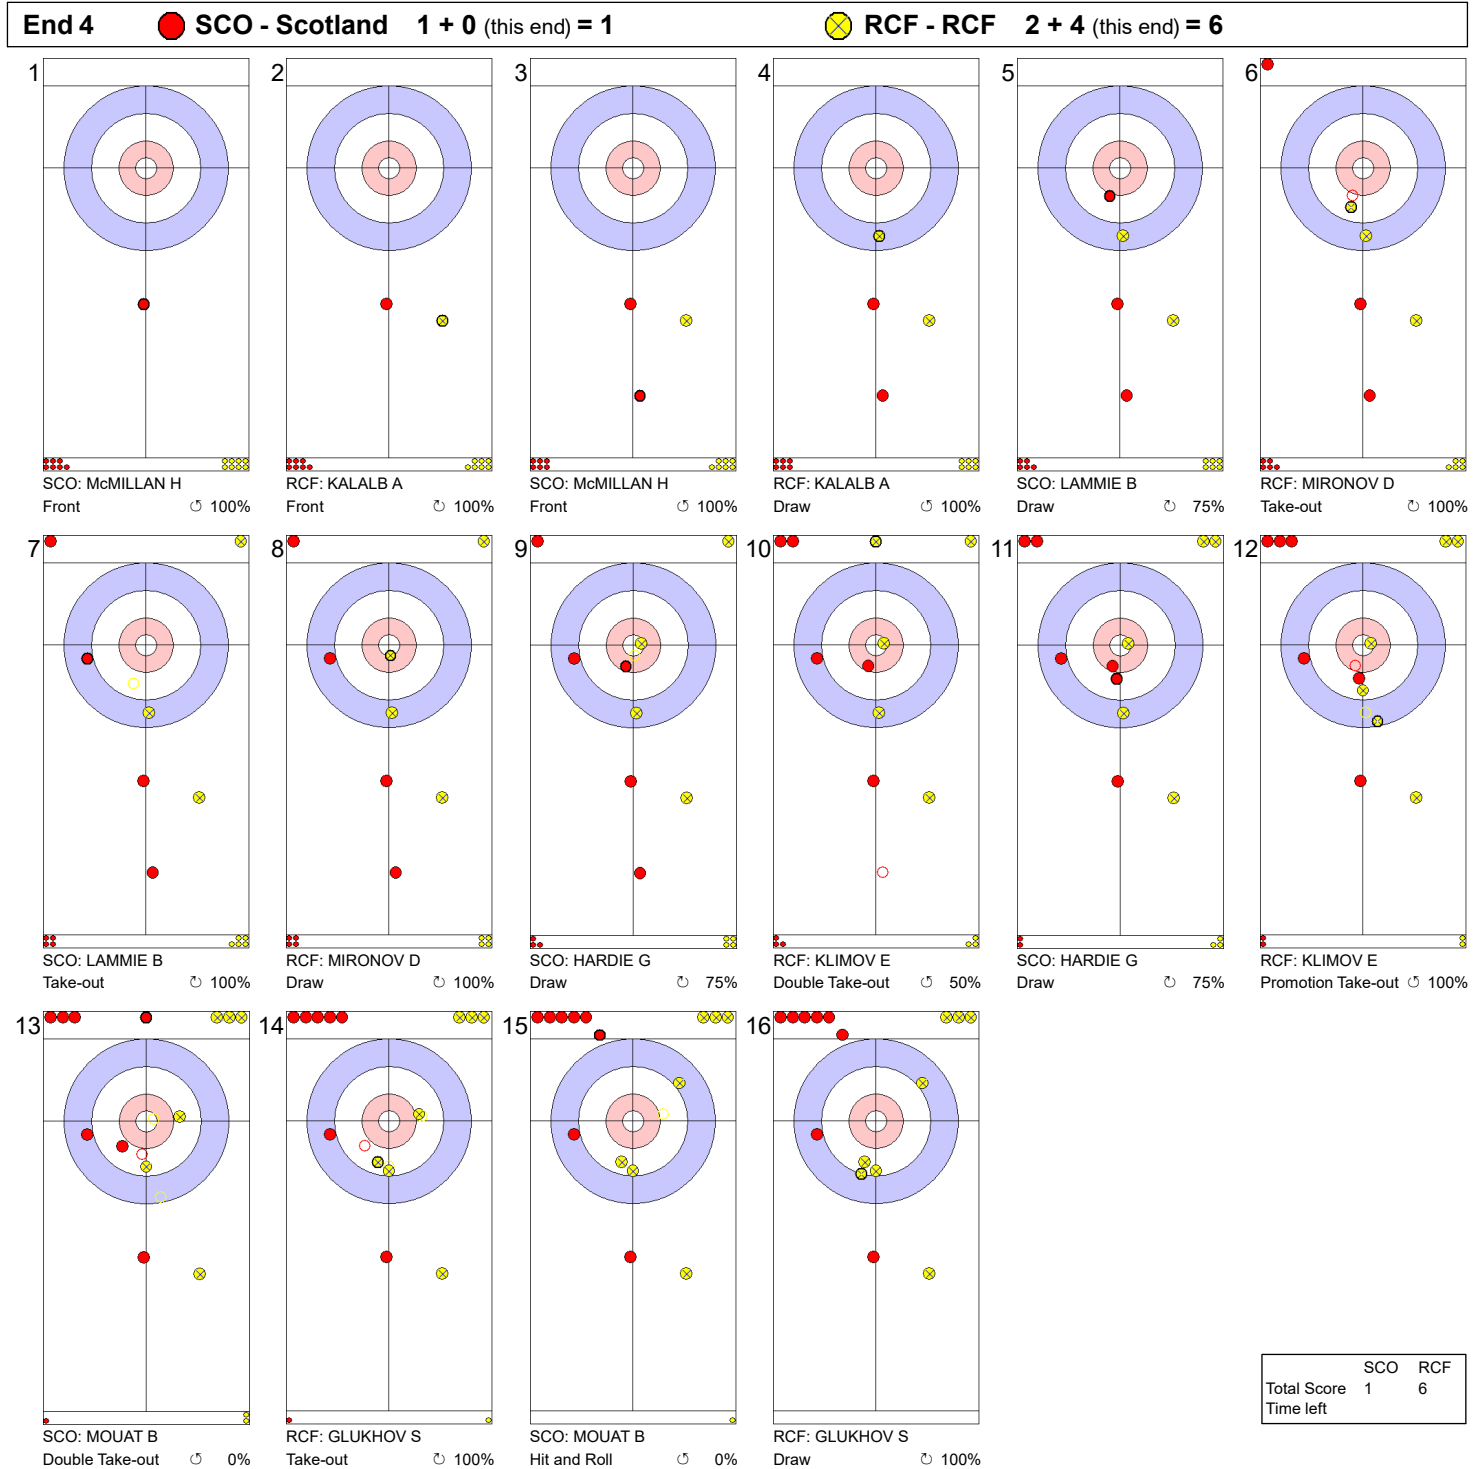 End 4 SCO - Scotland 1 + 0 (this end) = 1 RCF - RCF 2 + 4 (this end) = 6
1 2 3 4 5 6
SCO: McMILLAN H RCF: KALALB A SCO: McMILLAN H RCF: KALALB A SCO: LAMMIE B RCF: MIRONOV D
Front ↺ 100% Front ↻ 100% Front ↺ 100% Draw ↺ 100% Draw ↻ 75% Take-out ↻ 100%
7 8 9 10 11 12
SCO: LAMMIE B RCF: MIRONOV D SCO: HARDIE G RCF: KLIMOV E SCO: HARDIE G RCF: KLIMOV E
Take-out ↻ 100% Draw ↻ 100% Draw ↻ 75% Double Take-out ↺ 50% Draw ↻ 75% Promotion Take-out ↺ 100%
13 14 15 16
SCO: MOUAT B RCF: GLUKHOV S SCO: MOUAT B RCF: GLUKHOV S
Double Take-out ↺ 0% Take-out ↺ 100% Hit and Roll ↺ 0% Draw ↻ 100%
SCO RCF
Total Score 1 6
Time left